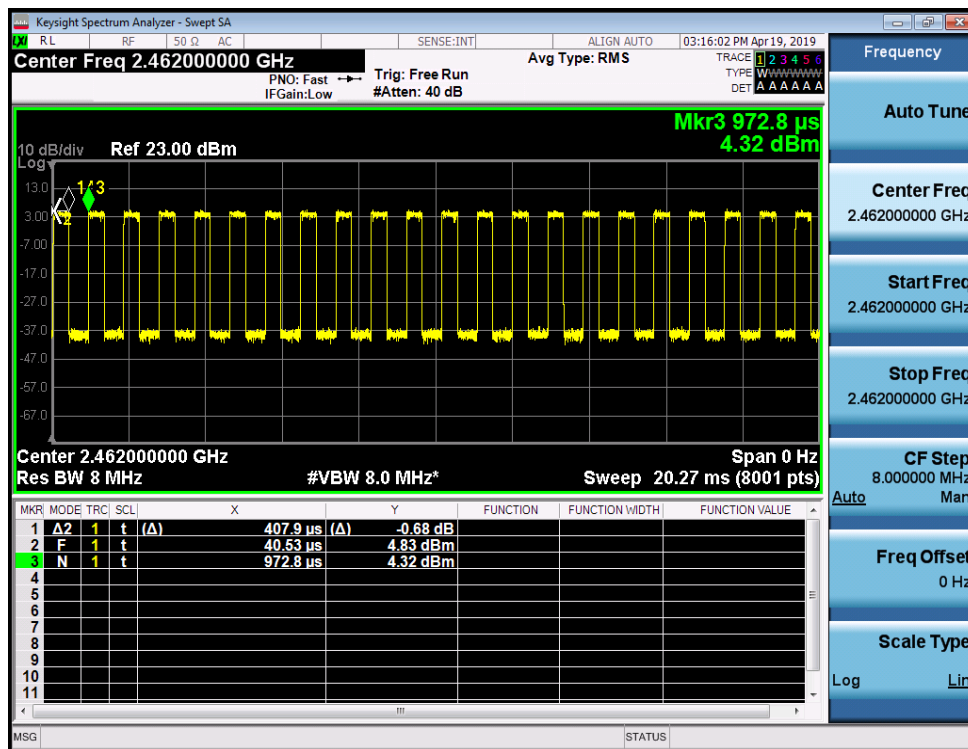 Keysight Spectrum Analyzer - Swept SA
LXI RL RF 50 Ω AC SENSE:INT ALIGN AUTO 03:16:02 PM Apr 19, 2019
Center Freq 2.462000000 GHz
PNO: Fast
IFGain:Low
Trig: Free Run
#Atten: 40 dB
Avg Type: RMS
TRACE 1 2 3 4 5 6
TYPE WWWWWW
DET A A A A A A
Mkr3 972.8 µs
4.32 dBm
10 dB/div Ref 23.00 dBm
Log
13.0
3.00
-7.00
-17.0
-27.0
-37.0
-47.0
-57.0
-67.0
Center 2.462000000 GHz Span 0 Hz
Res BW 8 MHz #VBW 8.0 MHz* Sweep 20.27 ms (8001 pts)
MKR MODE TRC SCL X Y FUNCTION FUNCTION WIDTH FUNCTION VALUE
1 Δ2 1 t (Δ) 407.9 µs (Δ) -0.68 dB
2 F 1 t 40.53 µs 4.83 dBm
3 N 1 t 972.8 µs 4.32 dBm
4
5
6
7
8
9
10
11
MSG STATUS
Frequency
Auto Tune
Center Freq
2.462000000 GHz
Start Freq
2.462000000 GHz
Stop Freq
2.462000000 GHz
CF Step
8.000000 MHz
Auto Man
Freq Offset
0 Hz
Scale Type
Log Lin